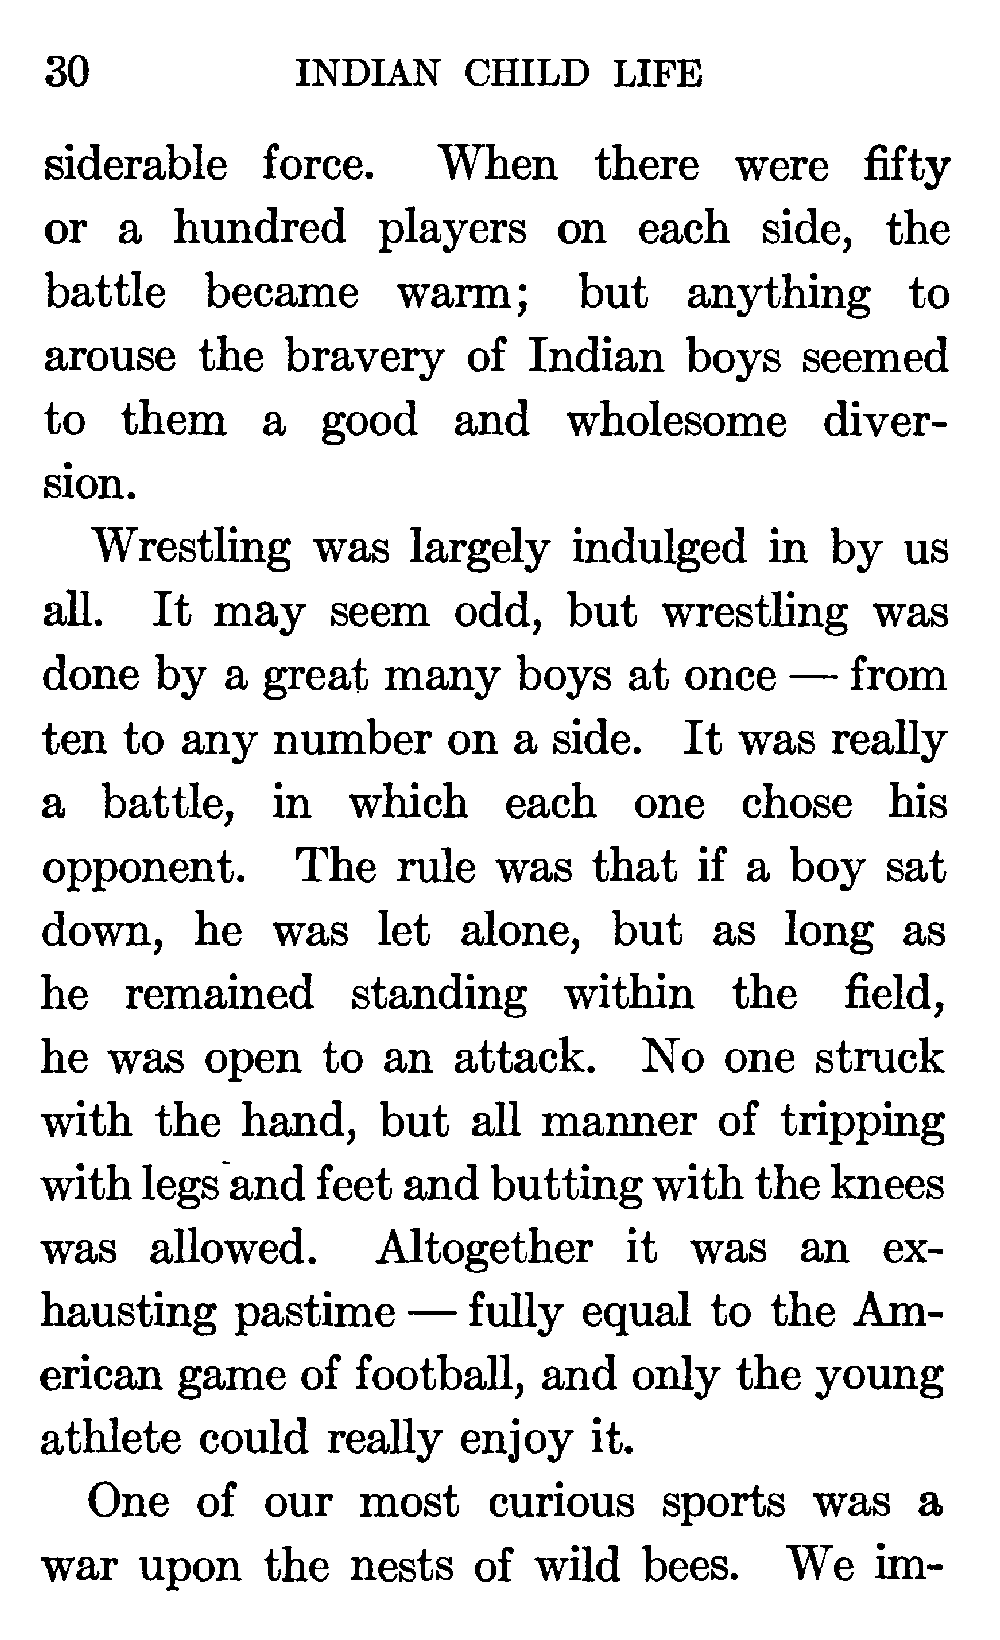 30 INDIAN CHILD LIFE
siderable force. When there were fifty
or a hundred players on each side, the
battle became warm; but anything to
arouse the bravery of Indian boys seemed
to them a good and wholesome diver-
sion.
Wrestling was largely indulged in by us
all. It may seem odd, but wrestling was
done by a great many boys at once — from
ten to any number on a side. It was really
a battle, in which each one chose his
opponent. The rule was that if a boy sat
down, he was let alone, but as long as
he remained standing within the field,
he was open to an attack. No one struck
with the hand, but all manner of tripping
with legs and feet and butting with the knees
was allowed. Altogether it was an ex-
hausting pastime — fully equal to the Am-
erican game of football, and only the young
athlete could really enjoy it.
One of our most curious sports was a
war upon the nests of wild bees. We im-